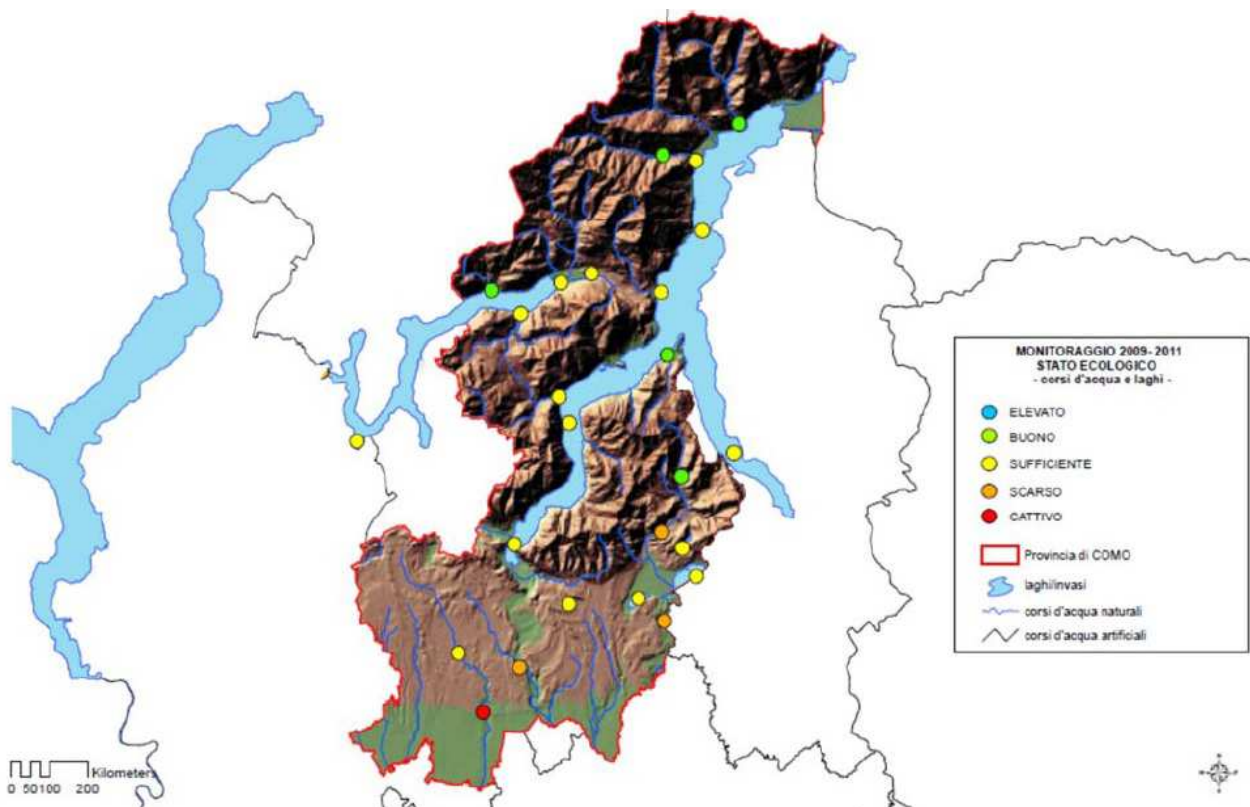 MONITORAGGIO 2009-2011
STATO ECOLOGICO
- corsi d'acqua e laghi -
ELEVATO
BUONO
SUFFICIENTE
SCARSO
CATTIVO
Provincia di COMO
laghi/invasi
corsi d'acqua naturali
corsi d'acqua artificiali
Kilometers
0 50100 200